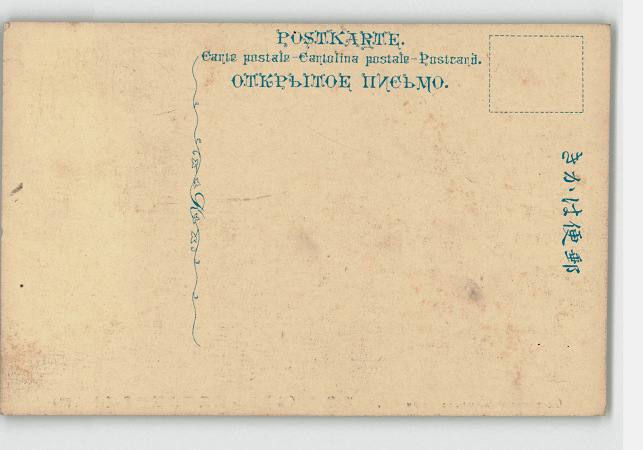 POSTKARTE.
Carte postale-Cartolina postale-Postcard.
ОТКРЫТОЕ ПИСЬМО.
きかは便郵